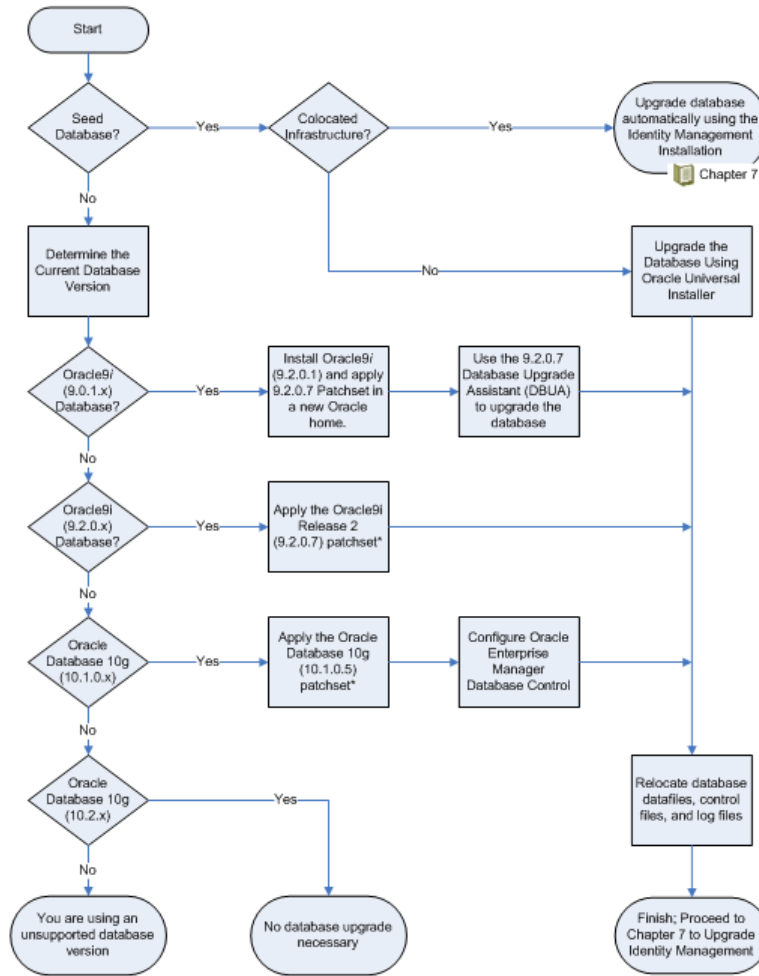 Start
Seed
Database?
Yes
Colocated
Infrastructure?
Yes
Upgrade database
automatically using the
Identity Management
Installation
Chapter 7
No
Determine the
Current Database
Version
No
Upgrade the
Database Using
Oracle Universal
Installer
Oracle9i
(9.0.1.x)
Database?
Yes
Install Oracle9i
(9.2.0.1) and apply
9.2.0.7 Patchset in
a new Oracle
home.
Use the 9.2.0.7
Database Upgrade
Assistant (DBUA)
to upgrade the
database
No
Oracle9i
(9.2.0.x)
Database?
Yes
Apply the Oracle9i
Release 2
(9.2.0.7) patchset*
No
Oracle
Database 10g
(10.1.0.x)
Yes
Apply the Oracle
Database 10g
(10.1.0.5)
patchset*
Configure Oracle
Enterprise
Manager
Database Control
No
Oracle
Database 10g
(10.2.x)
Yes
Relocate database
datafiles, control
files, and log files
No
You are using an
unsupported database
version
No database upgrade
necessary
Finish; Proceed to
Chapter 7 to Upgrade
Identity Management